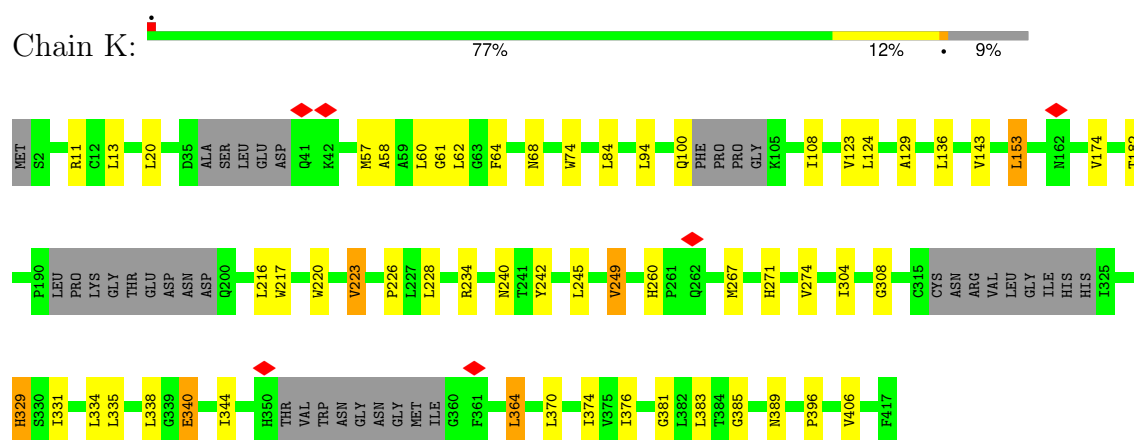 Chain K:
77% 12% • 9%
MET S2 R11 C12 L13 L20 D35 ALA SER LEU GLU ASP Q41 K42 M57 A58 A59 L60 G61 L62 G63 F64 N68 W74 L84 L94 Q100 PHE PRO PRO GLY K105 I108 V123 L124 A129 L136 V143 L153 N162 V174 T182
P190 LEU PRO LYS GLY THR GLU ASP ASN ASP Q200 L216 W217 W220 V223 P226 L227 L228 R234 N240 T241 Y242 L245 V249 H260 P261 Q262 M267 H271 V274 I304 G308 C315 CYS ASN ARG VAL LEU GLY ILE HIS HIS I325
H329 S330 I331 L334 L335 L338 G339 E340 I344 H350 THR VAL TRP ASN GLY ASN GLY MET ILE G360 F361 L364 L370 I374 V375 I376 G381 L382 L383 T384 G385 N389 P396 V406 F417